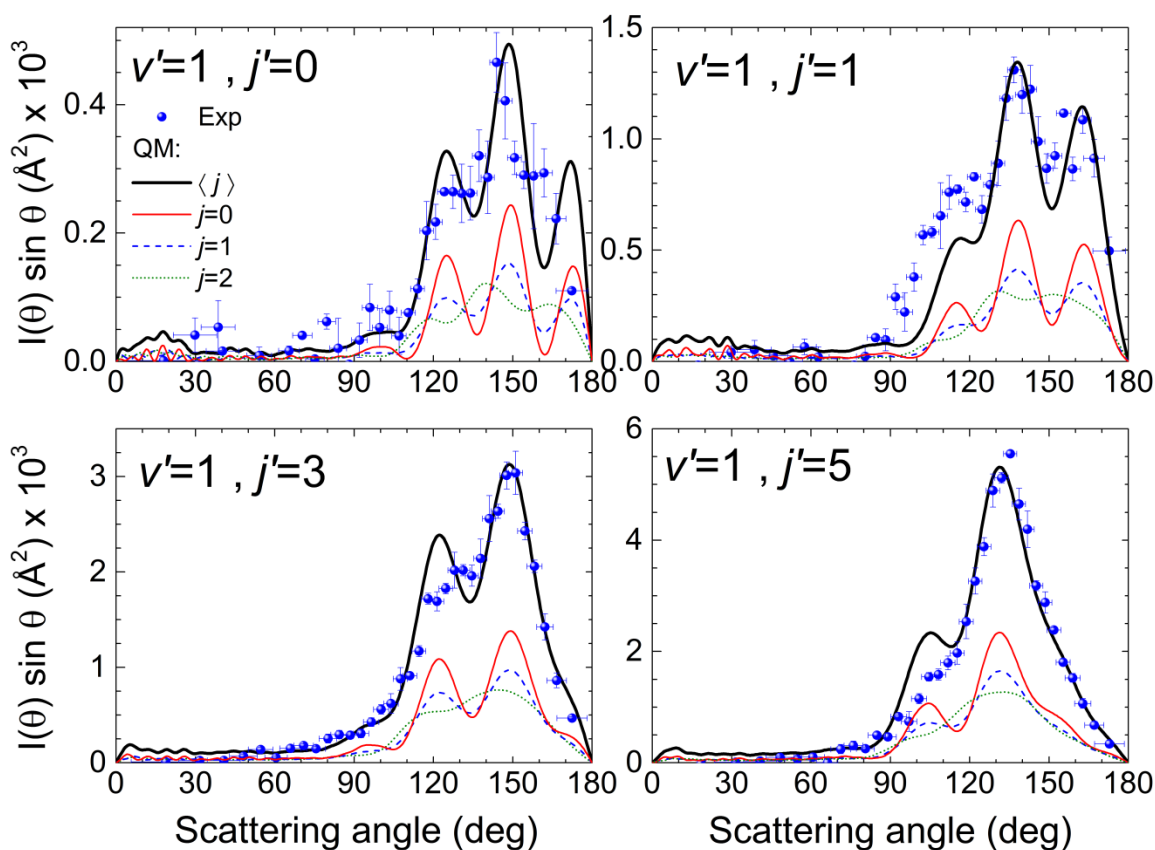 I(θ) sin θ (Å²) x 10³
v'=1 , j'=0
Exp
QM:
⟨ j ⟩
j=0
j=1
j=2
0.4
0.2
0.0
0 30 60 90 120 150 180
v'=1 , j'=1
1.5
1.0
0.5
0.0
0 30 60 90 120 150 180
I(θ) sin θ (Å²) x 10³
v'=1 , j'=3
3
2
1
0
0 30 60 90 120 150 180
Scattering angle (deg)
v'=1 , j'=5
6
4
2
0
0 30 60 90 120 150 180
Scattering angle (deg)